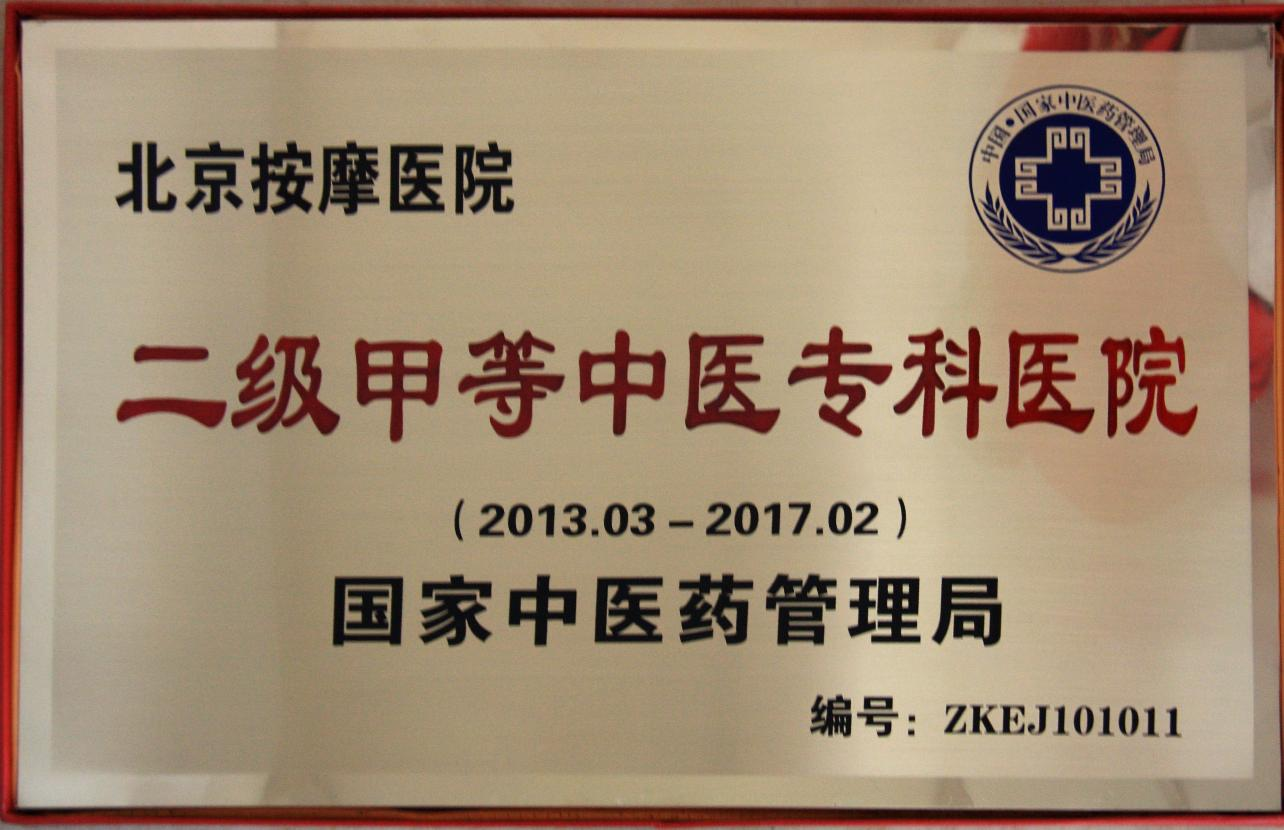 北京按摩医院
中国·国家中医药管理局
二级甲等中医专科医院
（2013.03－2017.02）
国家中医药管理局
编号：ZKEJ101011